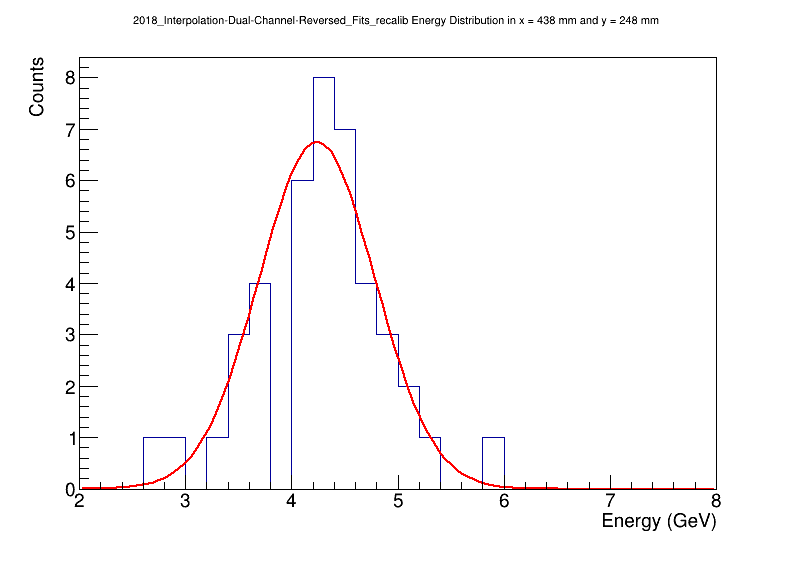 2018_Interpolation-Dual-Channel-Reversed_Fits_recalib Energy Distribution in x = 438 mm and y = 248 mm
Counts
8
7
6
5
4
3
2
1
0
2 3 4 5 6 7 8
Energy (GeV)